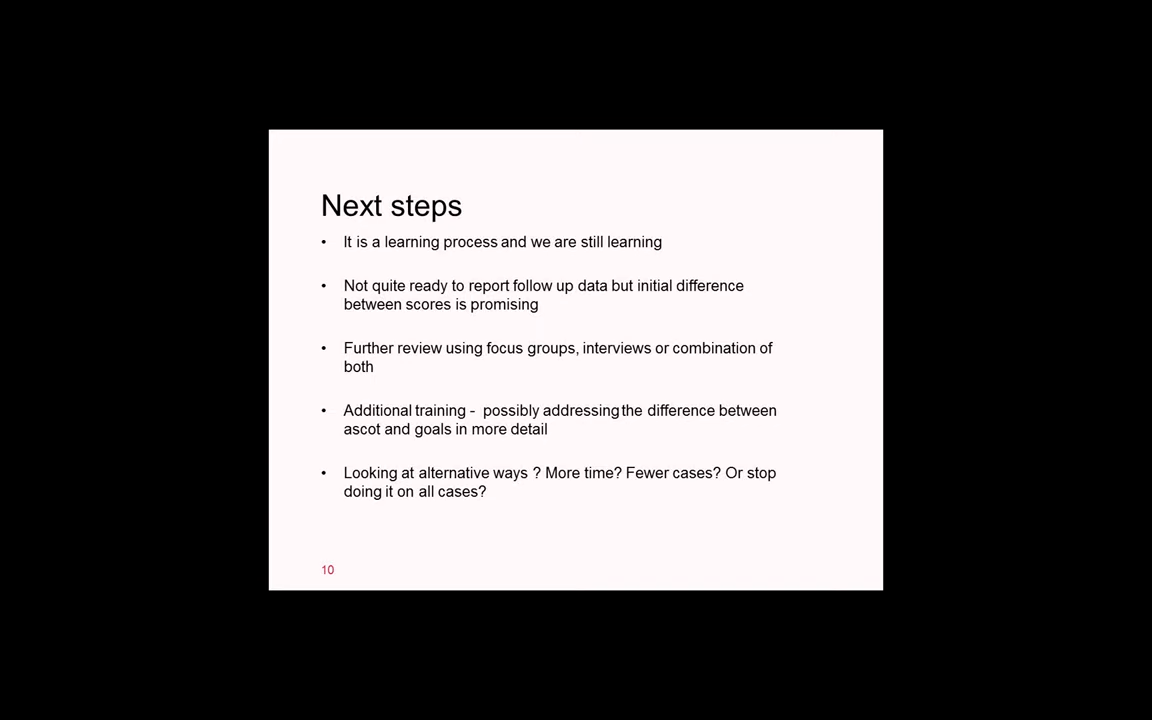 Next steps
• It is a learning process and we are still learning
• Not quite ready to report follow up data but initial difference
between scores is promising
• Further review using focus groups, interviews or combination of
both
• Additional training - possibly addressing the difference between
ascot and goals in more detail
• Looking at alternative ways ? More time? Fewer cases? Or stop
doing it on all cases?
10